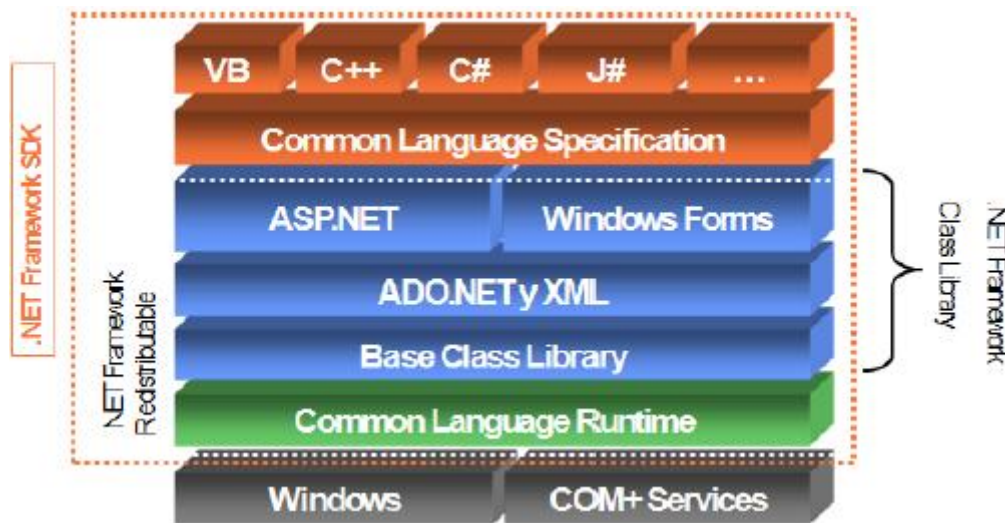 VB
C++
C#
J#
...
Common Language Specification
ASP.NET
Windows Forms
ADO.NET y XML
Base Class Library
Common Language Runtime
Windows
COM+ Services
.NET Framework SDK
.NET Framework
Redistributable
.NET Framework
Class Library